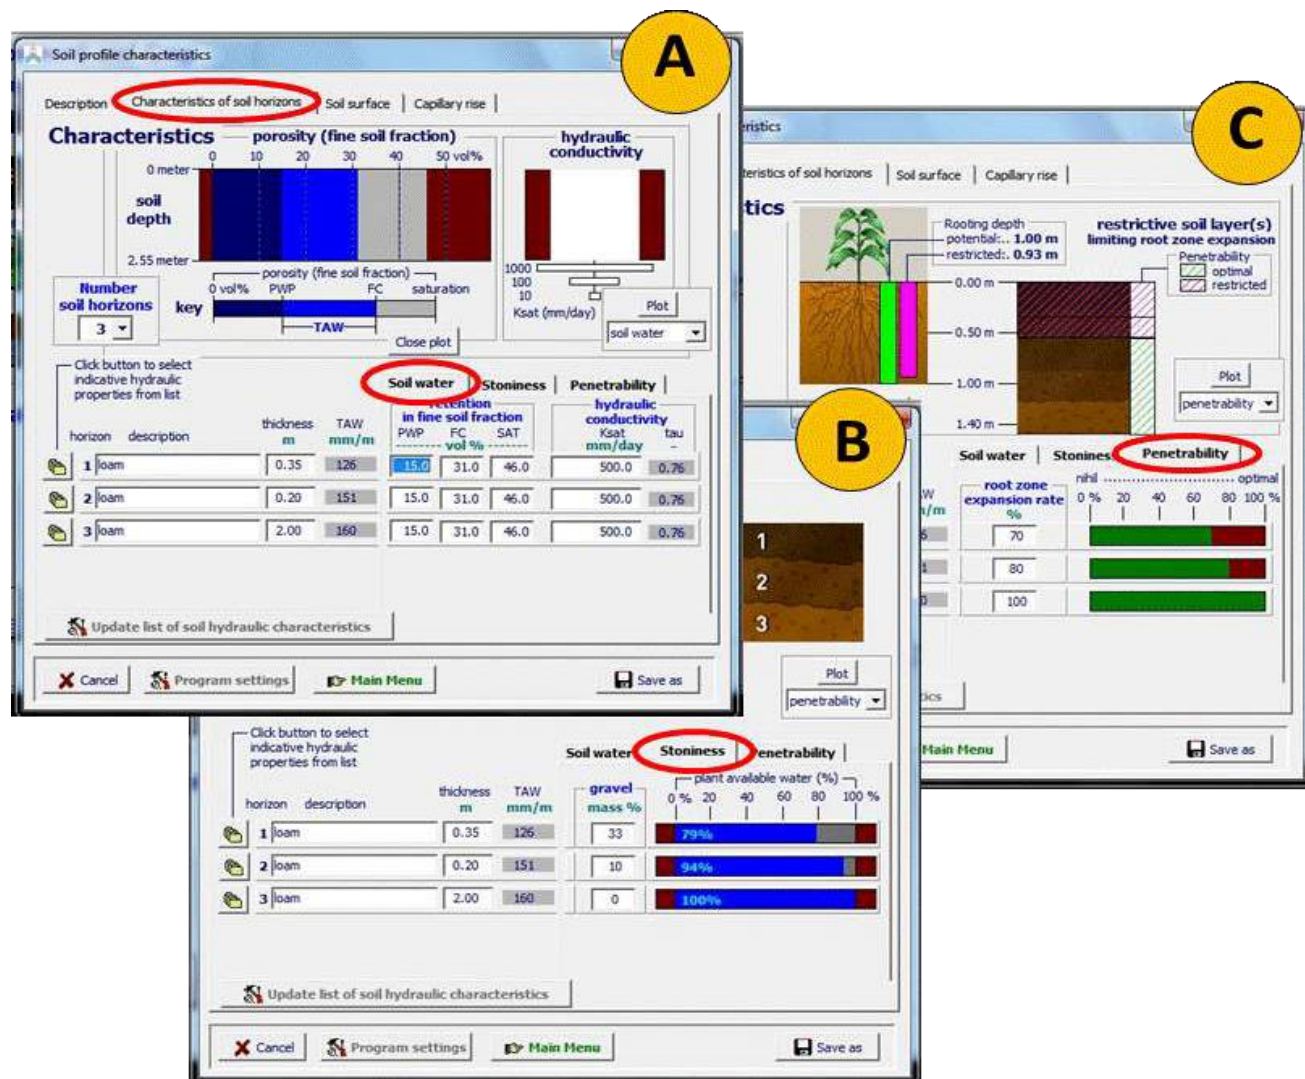 A
Soil profile characteristics
Description
Characteristics of soil horizons
Soil surface
Capillary rise
Characteristics
porosity (fine soil fraction)
0 10 20 30 40 50 vol%
hydraulic
conductivity
0 meter
soil
depth
2.55 meter
Number
soil horizons
3
key
porosity (fine soil fraction)
0 vol% PWP FC saturation
TAW
1000
100
10
Ksat (mm/day)
Plot
soil water
Close plot
Click button to select
indicative hydraulic
properties from list
Soil water Stoniness Penetrability
retention
in fine soil fraction
hydraulic
conductivity
horizon description thickness TAW PWP FC SAT Ksat tau
m mm/m vol % mm/day -
1 loam 0.35 126 15.0 31.0 46.0 500.0 0.76
2 loam 0.20 151 15.0 31.0 46.0 500.0 0.76
3 loam 2.00 160 15.0 31.0 46.0 500.0 0.76
Update list of soil hydraulic characteristics
Cancel Program settings Main Menu Save as
B
1
2
3
Plot
penetrability
Click button to select
indicative hydraulic
properties from list
Soil water Stoniness Penetrability
horizon description thickness TAW gravel plant available water (%)
m mm/m mass % 0 % 20 40 60 80 100 %
1 loam 0.35 126 33 79%
2 loam 0.20 151 10 94%
3 loam 2.00 160 0 100%
Update list of soil hydraulic characteristics
Cancel Program settings Main Menu Save as
C
eristics
teristics of soil horizons Soil surface Capillary rise
tics
Rooting depth
potential:.. 1.00 m
restricted:. 0.93 m
restrictive soil layer(s)
limiting root zone expansion
Penetrability
optimal
restricted
0.00 m
0.50 m
1.00 m
1.40 m
Plot
penetrability
Soil water Stoniness Penetrability
root zone
expansion rate
%
nihil ........................ optimal
0 % 20 40 60 80 100 %
70
80
100
Main Menu Save as